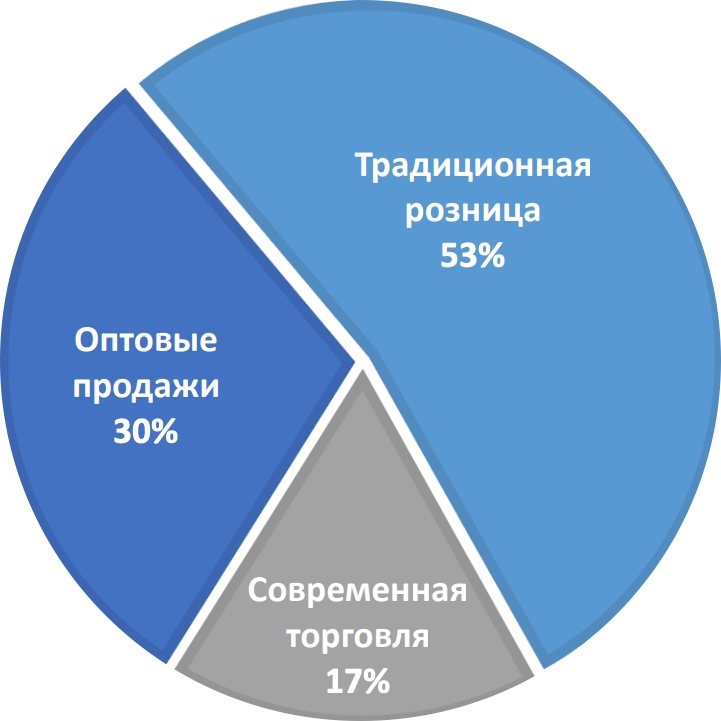 Традиционная
розница
53%
Оптовые
продажи
30%
Современная
торговля
17%